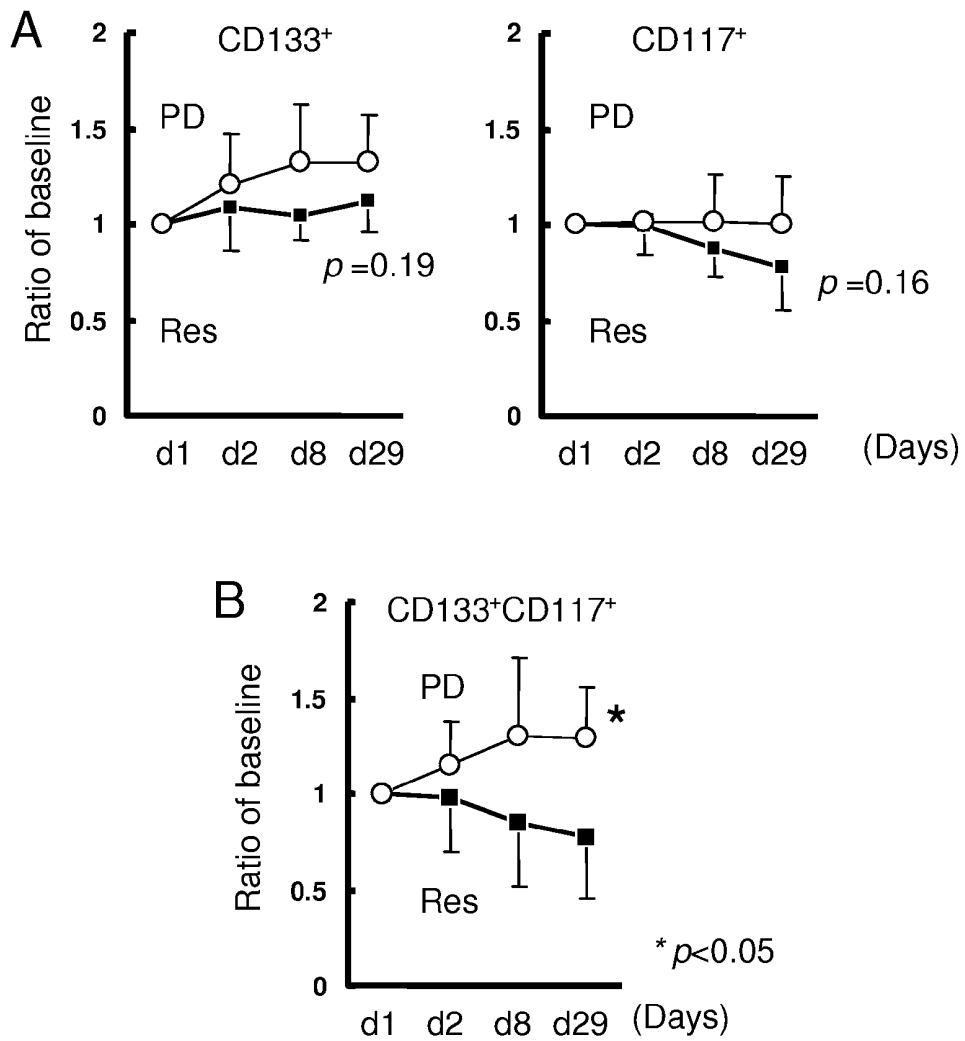 A
CD133⁺
CD117⁺
Ratio of baseline
2
1.5
1
0.5
0
PD
Res
p =0.19
d1 d2 d8 d29
2
1.5
1
0.5
0
PD
Res
p =0.16
d1 d2 d8 d29 (Days)
B
CD133⁺CD117⁺
Ratio of baseline
2
1.5
1
0.5
0
PD
*
Res
* p<0.05
d1 d2 d8 d29 (Days)